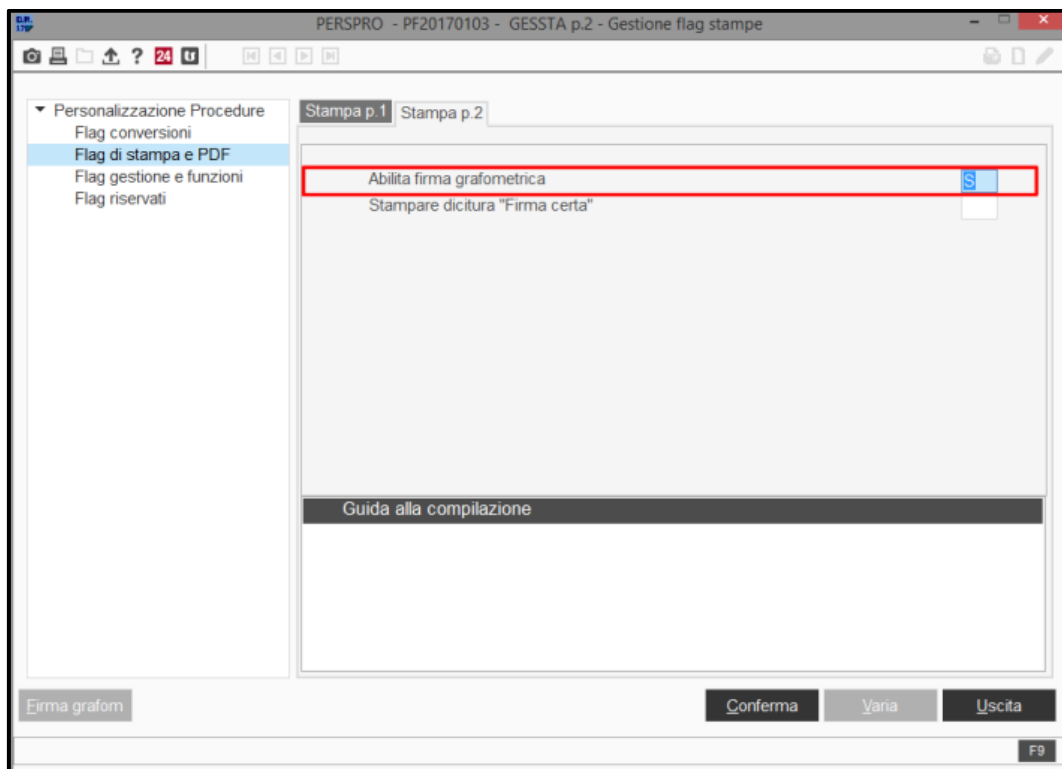 D.R.
17
PERSPRO - PF20170103 - GESSTA p.2 - Gestione flag stampe
? 24
Personalizzazione Procedure
Flag conversioni
Flag di stampa e PDF
Flag gestione e funzioni
Flag riservati
Stampa p.1 Stampa p.2
Abilita firma grafometrica S
Stampare dicitura "Firma certa"
Guida alla compilazione
Firma grafom
Conferma Varia Uscita
F9